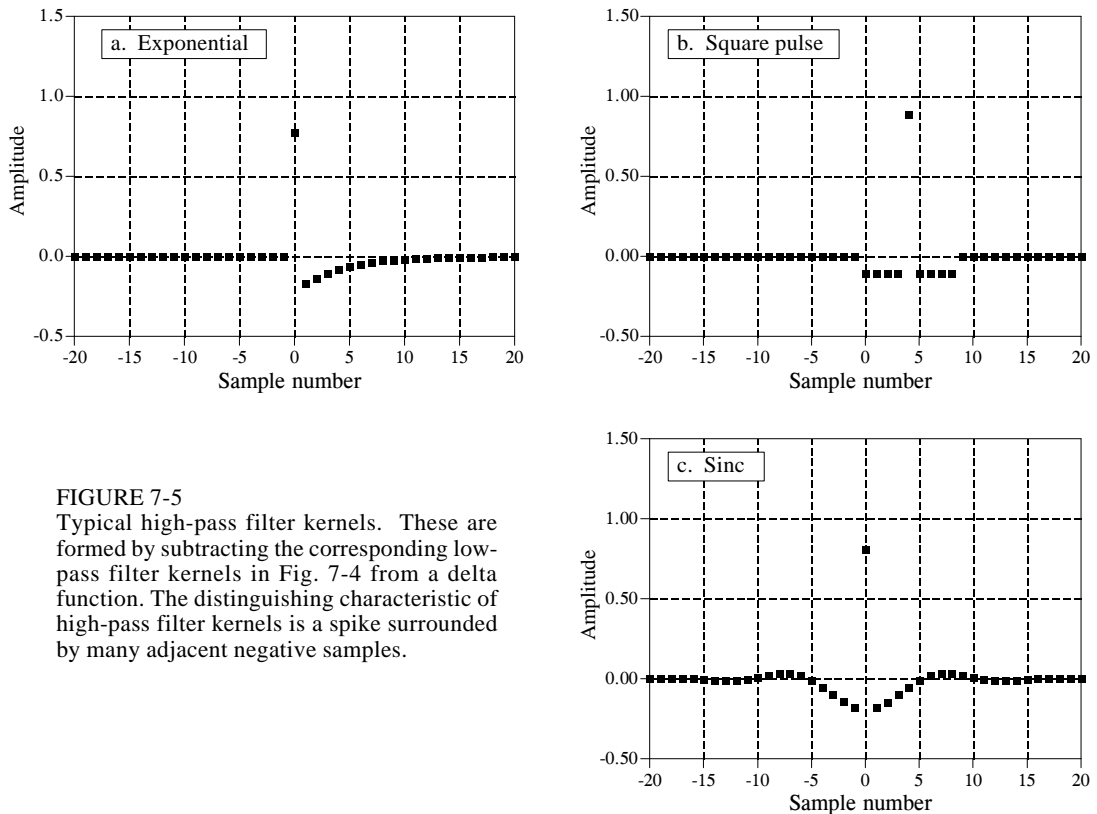 a. Exponential
1.5
1.0
0.5
0.0
-0.5
Amplitude
-20 -15 -10 -5 0 5 10 15 20
Sample number
b. Square pulse
1.50
1.00
0.50
0.00
-0.50
Amplitude
-20 -15 -10 -5 0 5 10 15 20
Sample number
FIGURE 7-5
Typical high-pass filter kernels. These are
formed by subtracting the corresponding low-
pass filter kernels in Fig. 7-4 from a delta
function. The distinguishing characteristic of
high-pass filter kernels is a spike surrounded
by many adjacent negative samples.
c. Sinc
1.50
1.00
0.50
0.00
-0.50
Amplitude
-20 -15 -10 -5 0 5 10 15 20
Sample number